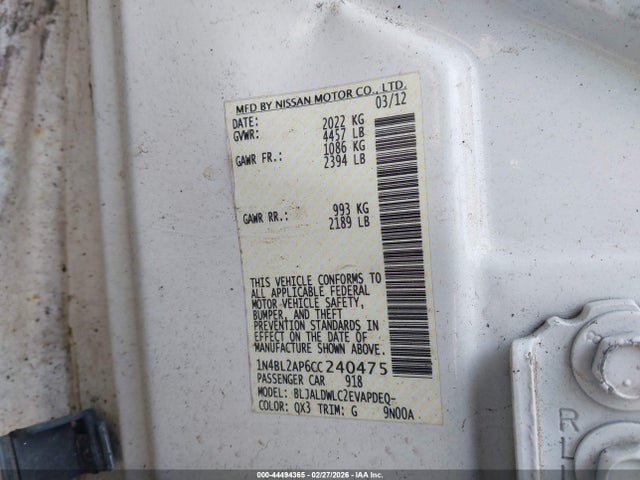 MFD BY NISSAN MOTOR CO., LTD.
DATE: 03/12
GVWR: 2022 KG
4457 LB
GAWR FR.: 1086 KG
2394 LB
GAWR RR.: 993 KG
2189 LB
THIS VEHICLE CONFORMS TO
ALL APPLICABLE FEDERAL
MOTOR VEHICLE SAFETY,
BUMPER, AND THEFT
PREVENTION STANDARDS IN
EFFECT ON THE DATE OF
MANUFACTURE SHOWN ABOVE.
1N4BL2AP6CC240475
PASSENGER CAR 918
MODEL: BLJALDWLC2EVAPDEQ-
COLOR: QX3 TRIM: G 9N00A
R
L
000-44494365 - 02/27/2026 - IAA Holdings, LLC.